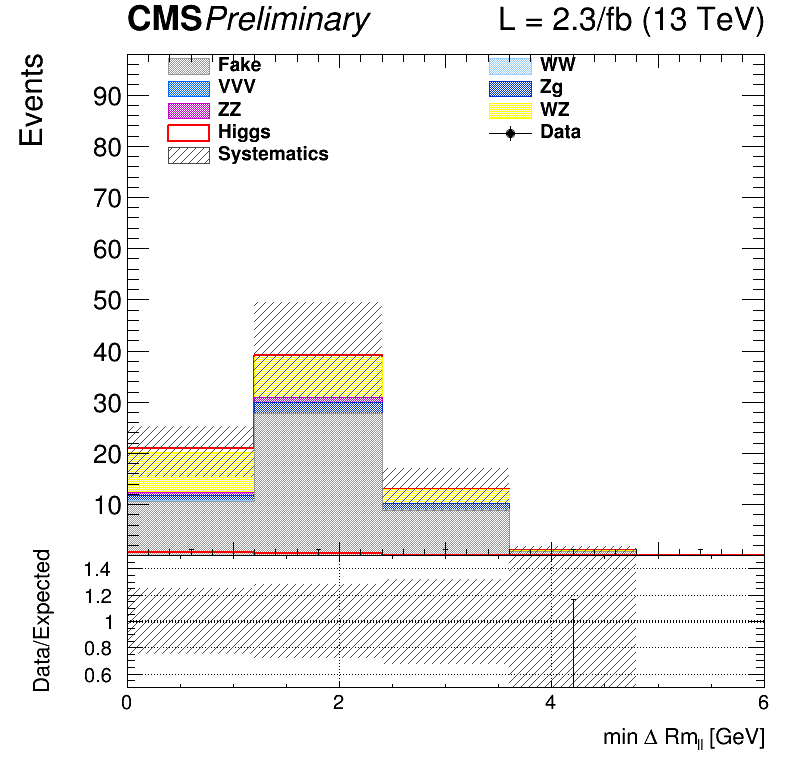 CMS Preliminary L = 2.3/fb (13 TeV)
Events
Fake WW
VVV Zg
ZZ WZ
Higgs Data
Systematics
90
80
70
60
50
40
30
20
10
Data/Expected
1.4
1.2
1
0.8
0.6
0 2 4 6
min Δ Rm_ll [GeV]